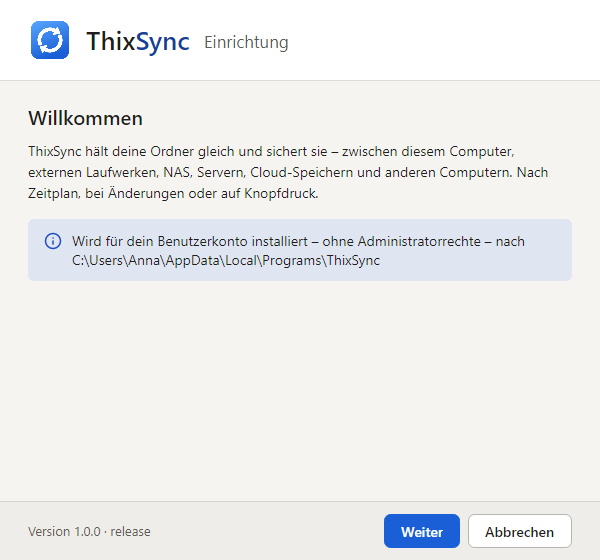 ThixSync Einrichtung
Willkommen
ThixSync hält deine Ordner gleich und sichert sie – zwischen diesem Computer,
externen Laufwerken, NAS, Servern, Cloud-Speichern und anderen Computern. Nach
Zeitplan, bei Änderungen oder auf Knopfdruck.
Wird für dein Benutzerkonto installiert – ohne Administratorrechte – nach
C:\Users\Anna\AppData\Local\Programs\ThixSync
Version 1.0.0 · release
Weiter
Abbrechen